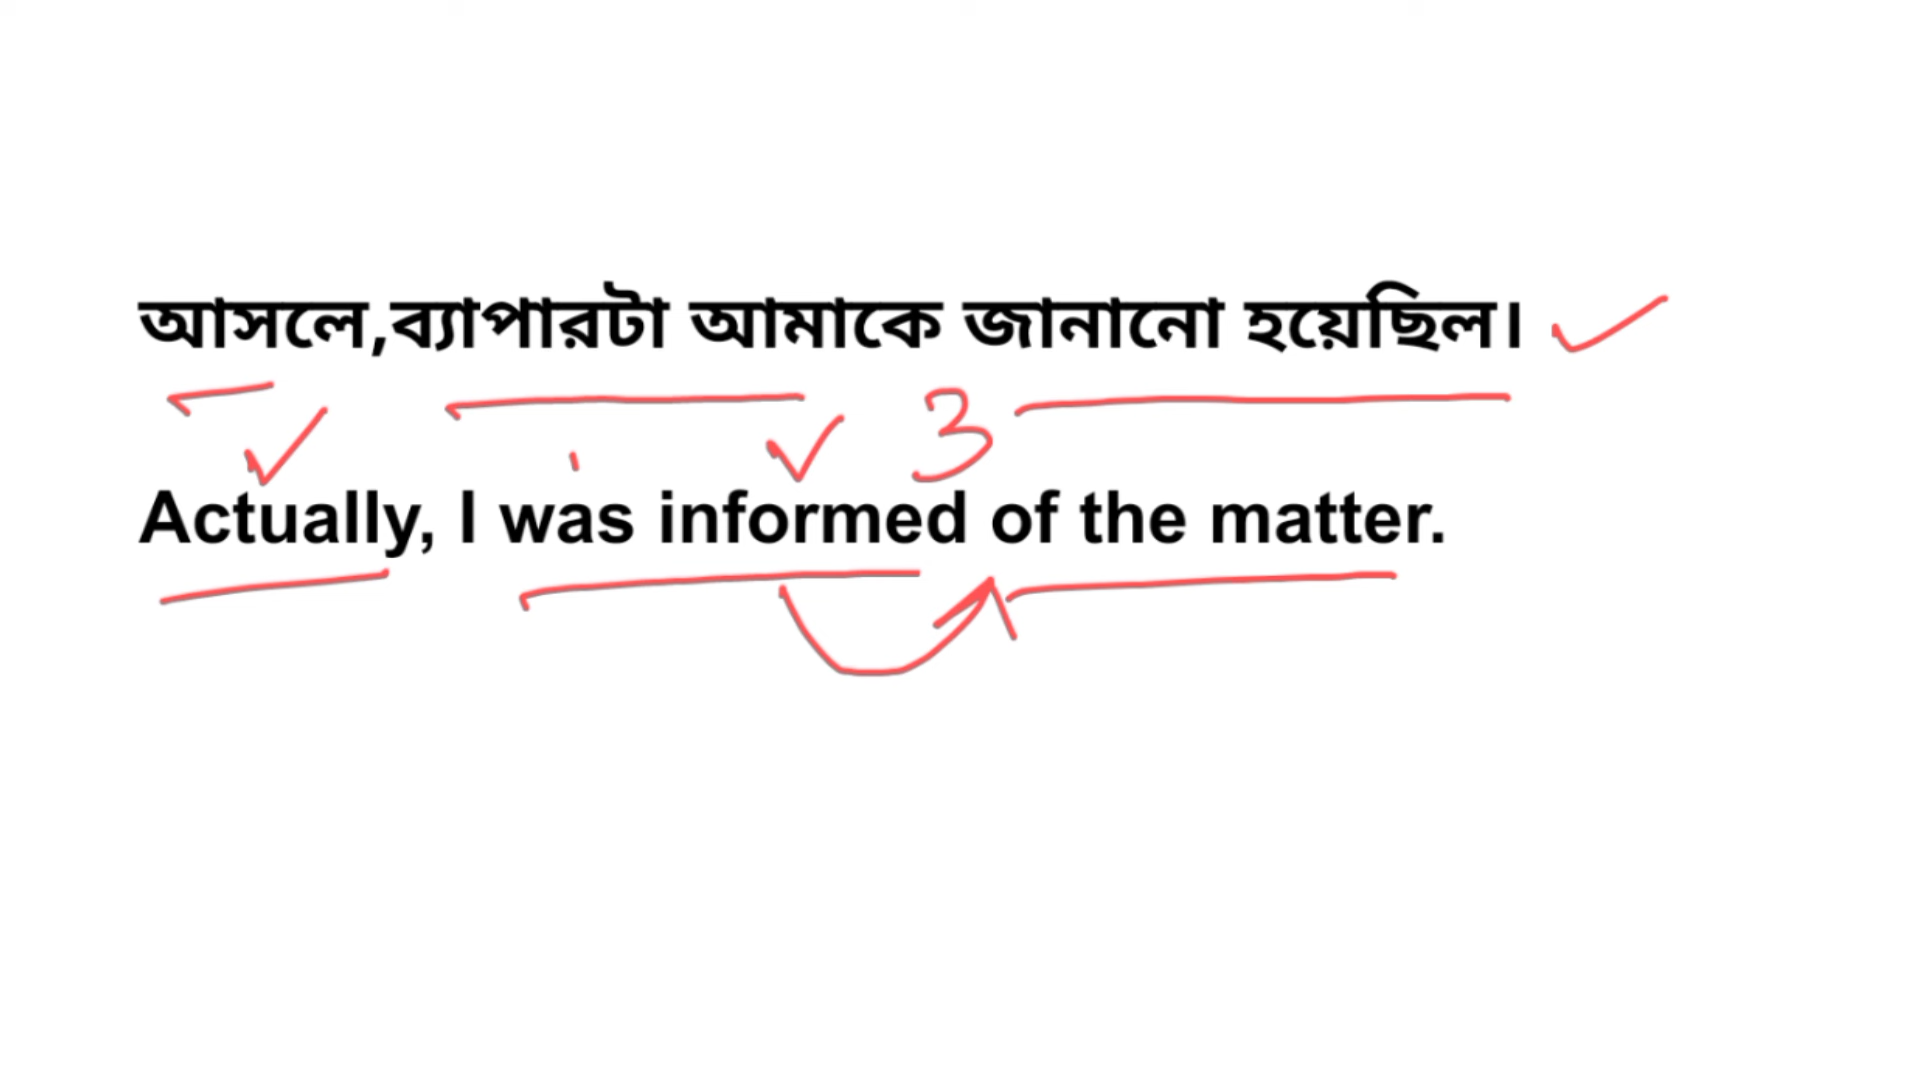 আসলে,ব্যাপারটা আমাকে জানানো হয়েছিল।
3
Actually, I was informed of the matter.